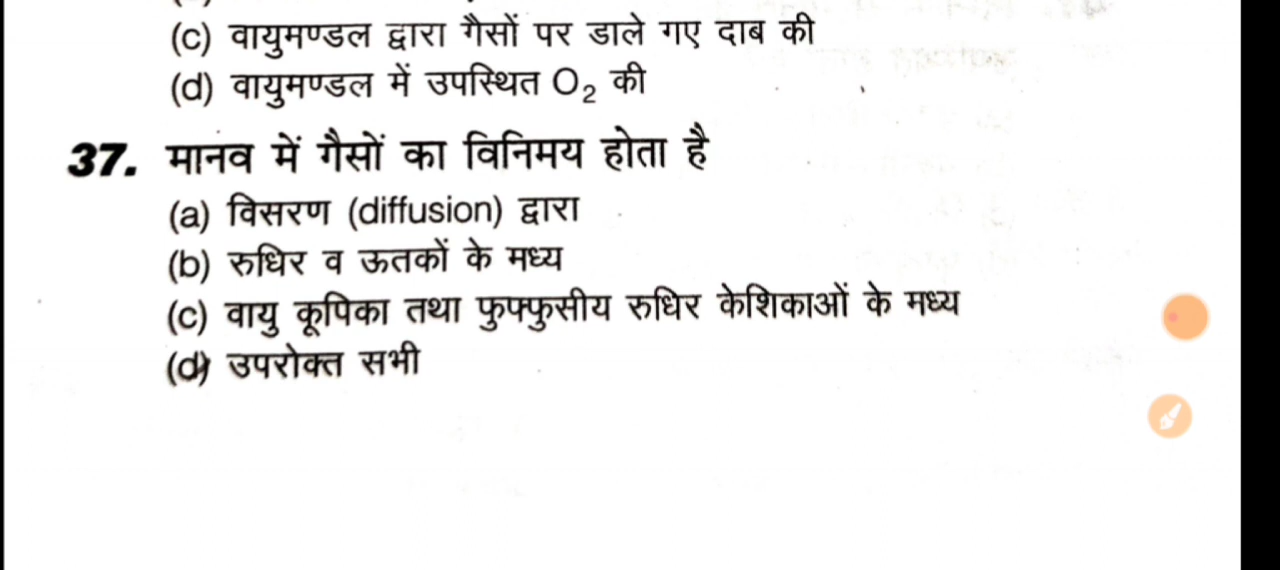 (c) वायुमण्डल द्वारा गैसों पर डाले गए दाब की
(d) वायुमण्डल में उपस्थित O₂ की
37. मानव में गैसों का विनिमय होता है
(a) विसरण (diffusion) द्वारा
(b) रुधिर व ऊतकों के मध्य
(c) वायु कूपिका तथा फुफ्फुसीय रुधिर केशिकाओं के मध्य
(d) उपरोक्त सभी